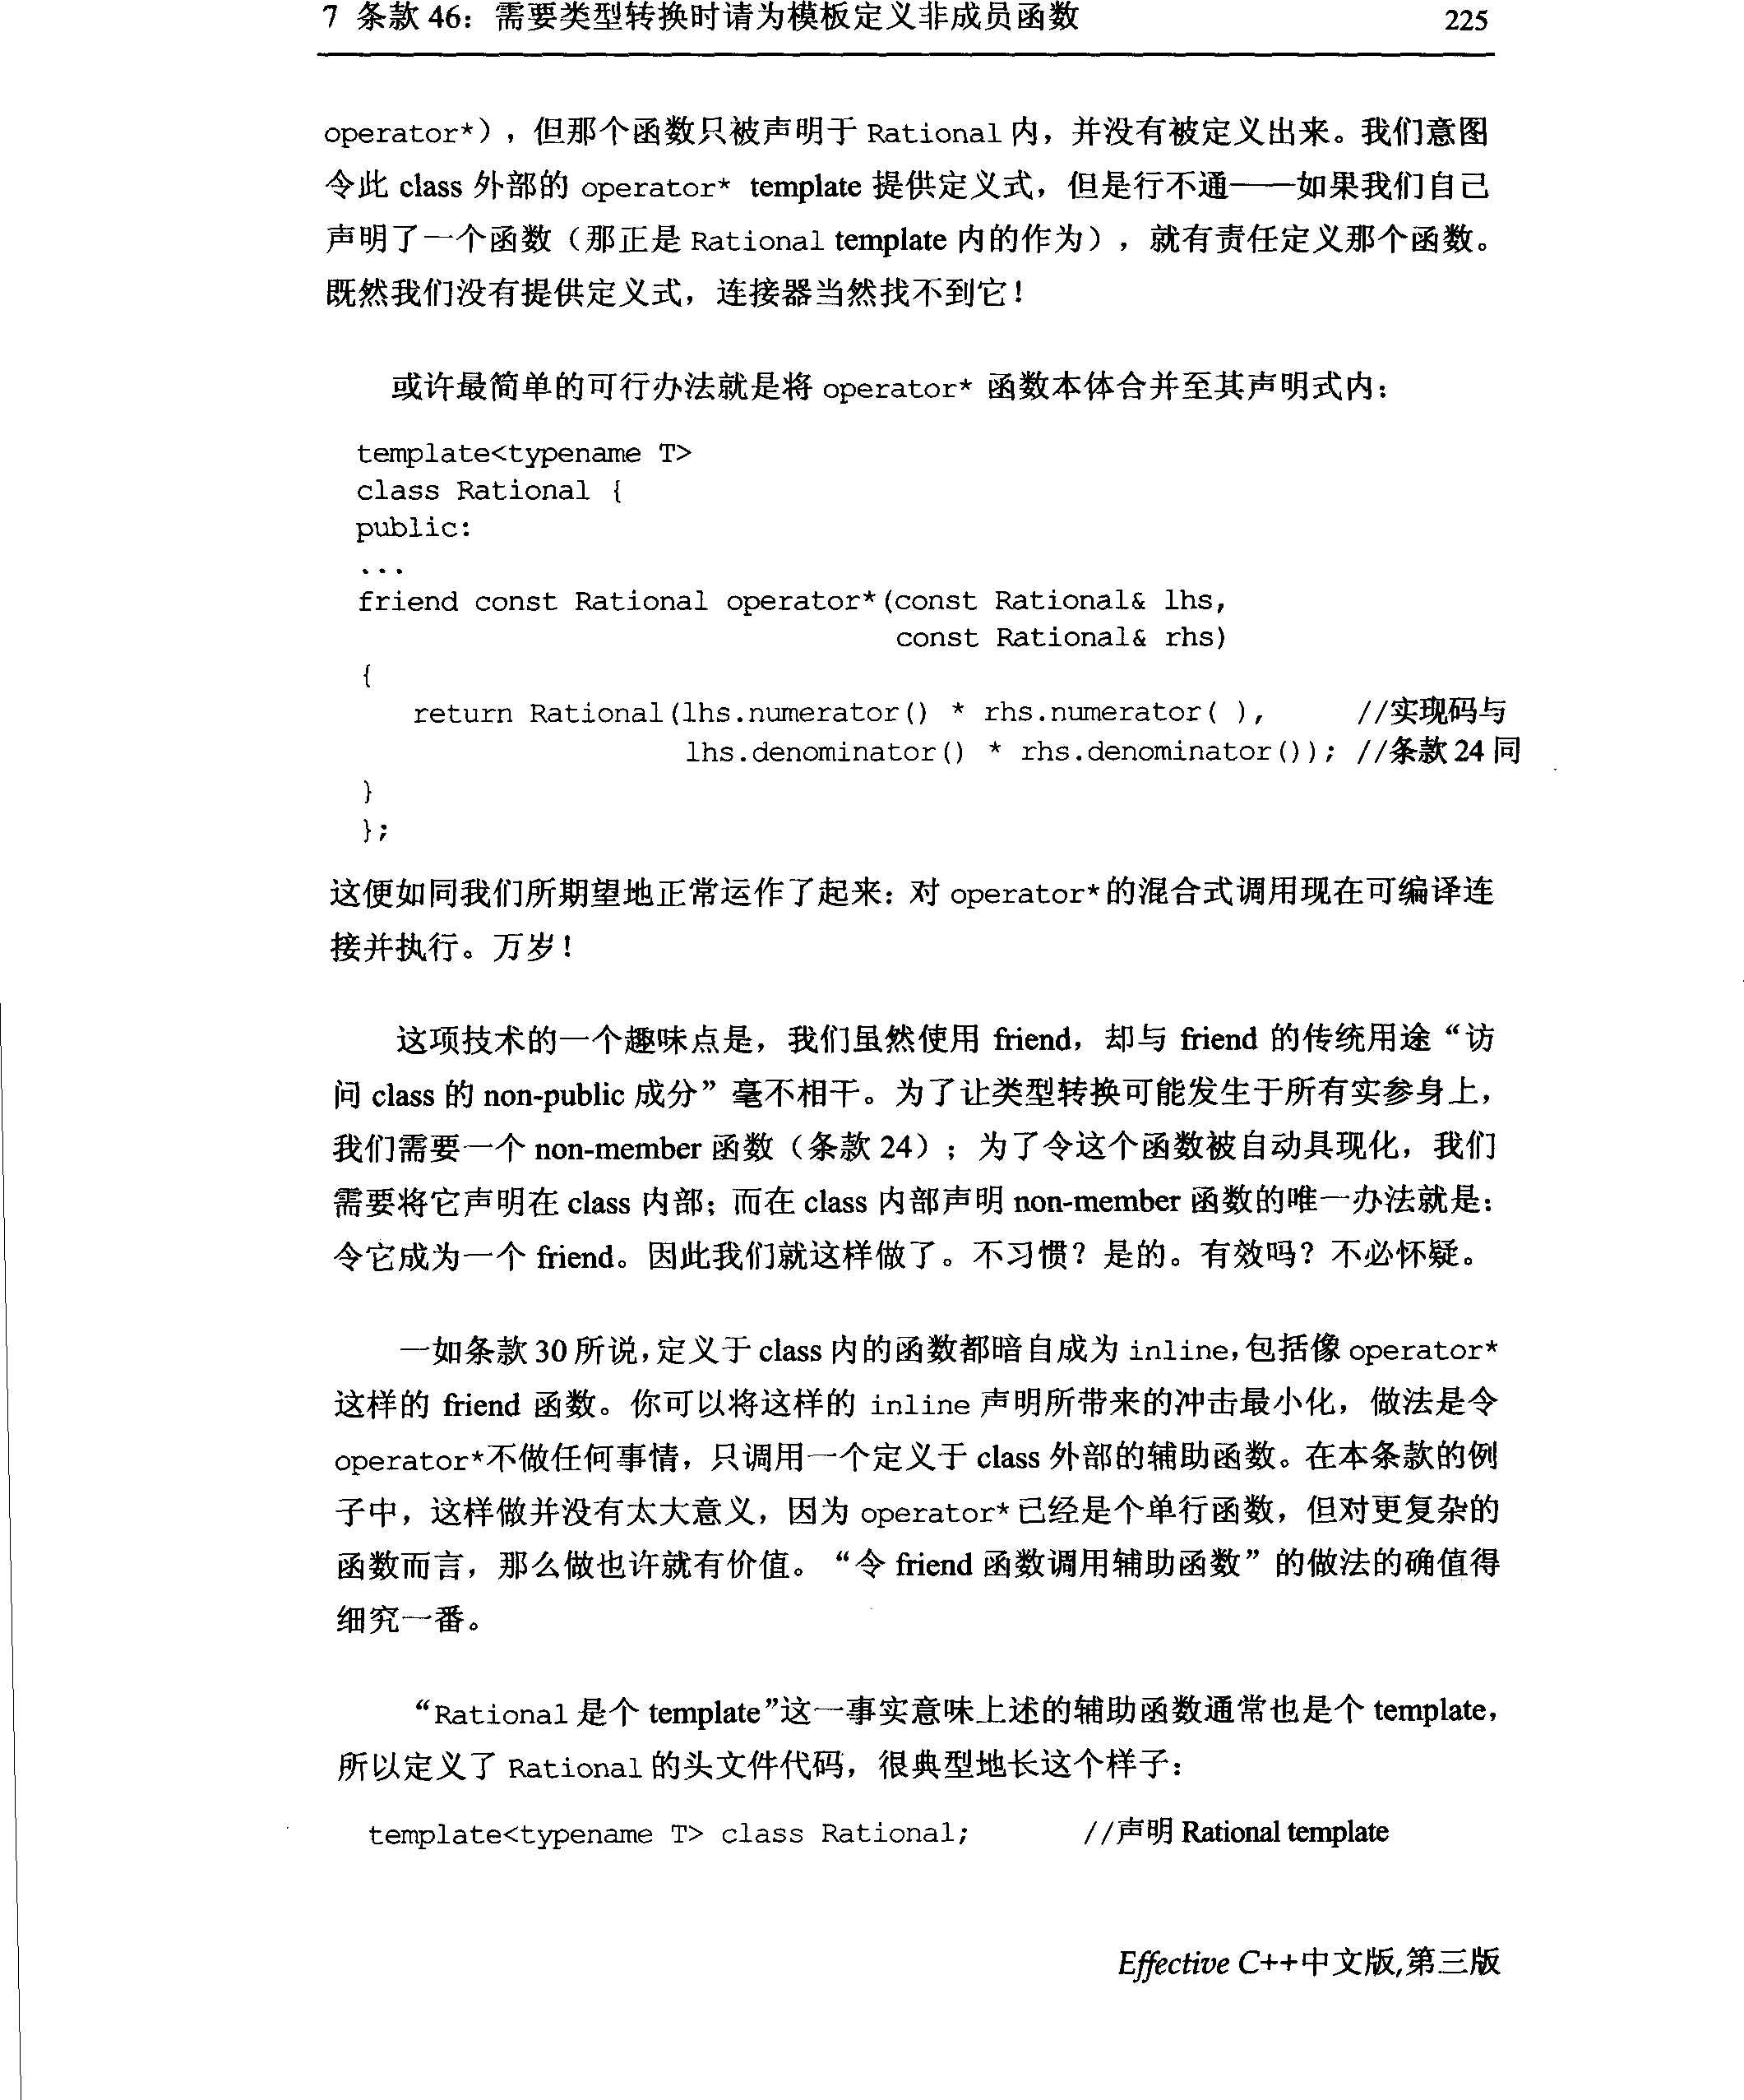 7 条款 46：需要类型转换时请为模板定义非成员函数 225
operator*），但那个函数只被声明于 Rational 内，并没有被定义出来。我们意图
令此 class 外部的 operator* template 提供定义式，但是行不通——如果我们自己
声明了一个函数（那正是 Rational template 内的作为），就有责任定义那个函数。
既然我们没有提供定义式，连接器当然找不到它！
或许最简单的可行办法就是将 operator* 函数本体合并至其声明式内：
template<typename T>
class Rational {
public:
...
friend const Rational operator*(const Rational& lhs,
const Rational& rhs)
{
return Rational(lhs.numerator() * rhs.numerator( ), //实现码与
lhs.denominator() * rhs.denominator()); //条款 24 同
}
};
这便如同我们所期望地正常运作了起来：对 operator*的混合式调用现在可编译连
接并执行。万岁！
这项技术的一个趣味点是，我们虽然使用 friend，却与 friend 的传统用途“访
问 class 的 non-public 成分”毫不相干。为了让类型转换可能发生于所有实参身上，
我们需要一个 non-member 函数（条款 24）；为了令这个函数被自动具现化，我们
需要将它声明在 class 内部；而在 class 内部声明 non-member 函数的唯一办法就是：
令它成为一个 friend。因此我们就这样做了。不习惯？是的。有效吗？不必怀疑。
一如条款 30 所说，定义于 class 内的函数都暗自成为 inline，包括像 operator*
这样的 friend 函数。你可以将这样的 inline 声明所带来的冲击最小化，做法是令
operator*不做任何事情，只调用一个定义于 class 外部的辅助函数。在本条款的例
子中，这样做并没有太大意义，因为 operator*已经是个单行函数，但对更复杂的
函数而言，那么做也许就有价值。“令 friend 函数调用辅助函数”的做法的确值得
细究一番。
“Rational 是个 template”这一事实意味上述的辅助函数通常也是个 template，
所以定义了 Rational 的头文件代码，很典型地长这个样子：
template<typename T> class Rational; //声明 Rational template
Effective C++中文版,第三版